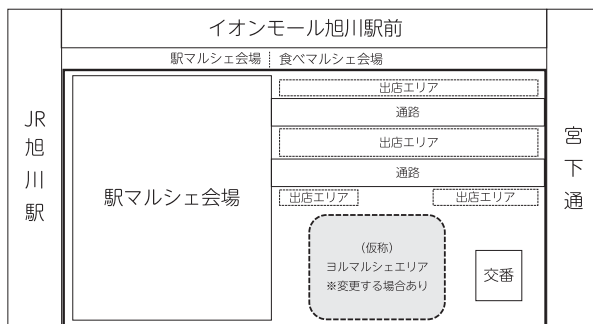 イオンモール旭川駅前
駅マルシェ会場 食べマルシェ会場
出店エリア
通路
出店エリア
通路
出店エリア 出店エリア
JR旭川駅
駅マルシェ会場
(仮称)
ヨルマルシェエリア
※変更する場合あり
交番
宮下通